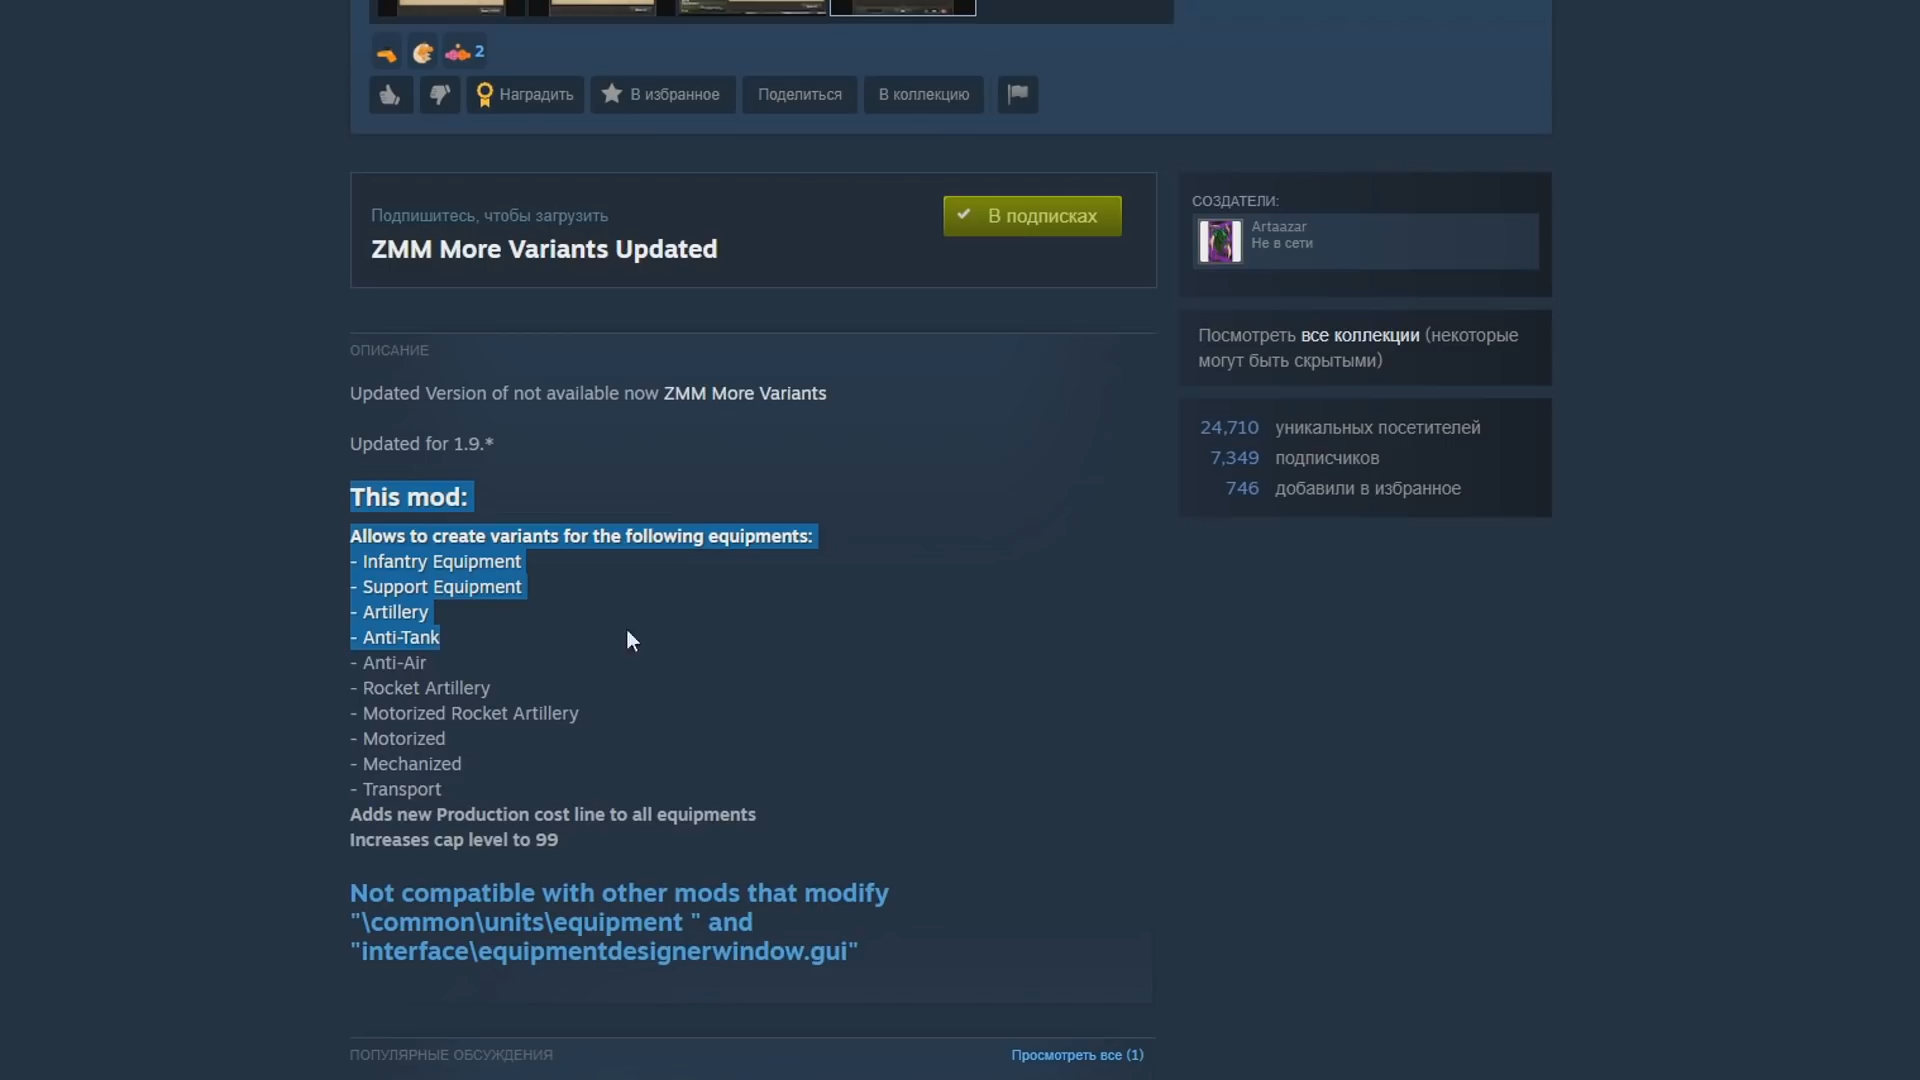 2
Наградить
В избранное
Поделиться
В коллекцию
Подпишитесь, чтобы загрузить
ZMM More Variants Updated
В подписках
ОПИСАНИЕ
Updated Version of not available now ZMM More Variants
Updated for 1.9.*
This mod:
Allows to create variants for the following equipments:
- Infantry Equipment
- Support Equipment
- Artillery
- Anti-Tank
- Anti-Air
- Rocket Artillery
- Motorized Rocket Artillery
- Motorized
- Mechanized
- Transport
Adds new Production cost line to all equipments
Increases cap level to 99
Not compatible with other mods that modify
"\common\units\equipment " and
"interface\equipmentdesignerwindow.gui"
ПОПУЛЯРНЫЕ ОБСУЖДЕНИЯ
Просмотреть все (1)
СОЗДАТЕЛИ:
Artaazar
Не в сети
Посмотреть все коллекции (некоторые
могут быть скрытыми)
24,710 уникальных посетителей
7,349 подписчиков
746 добавили в избранное